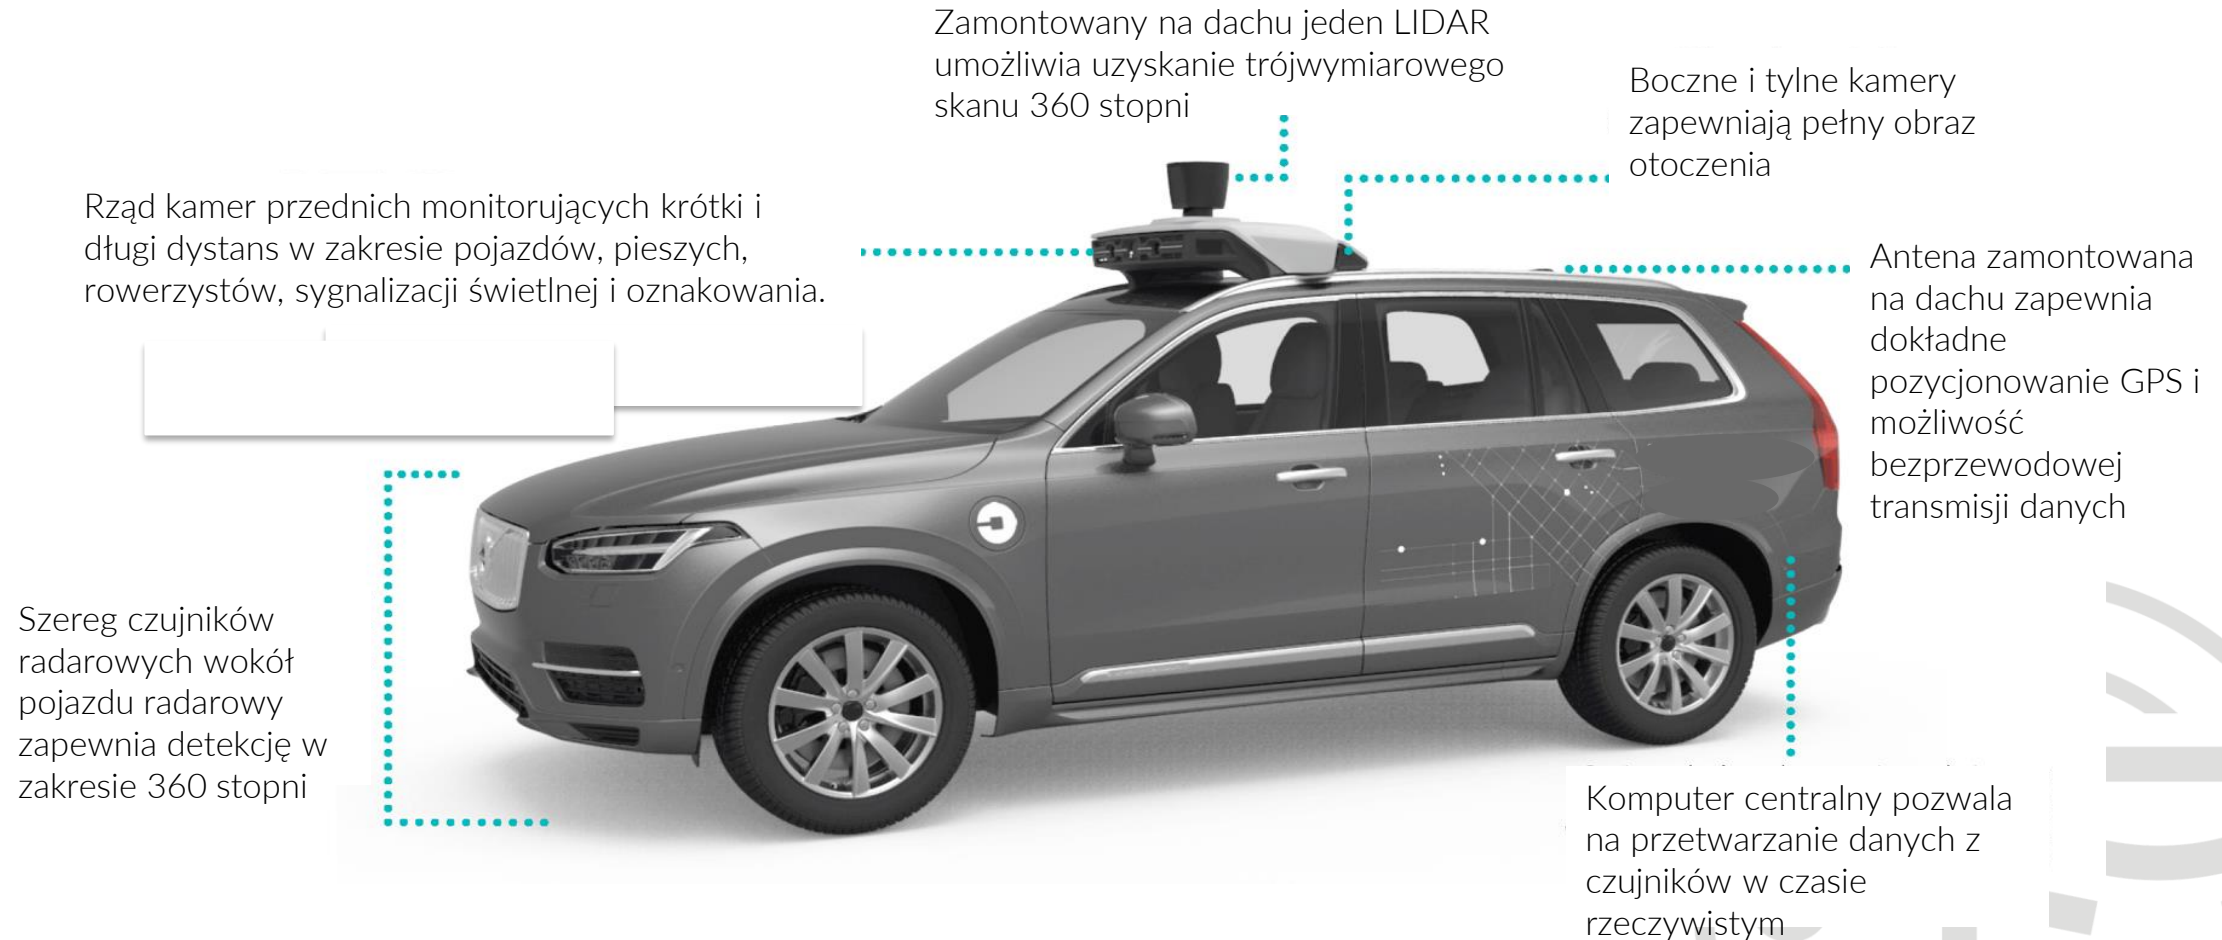 Zamontowany na dachu jeden LIDAR
umożliwia uzyskanie trójwymiarowego
skanu 360 stopni
Boczne i tylne kamery
zapewniają pełny obraz
otoczenia
Rząd kamer przednich monitorujących krótki i
długi dystans w zakresie pojazdów, pieszych,
rowerzystów, sygnalizacji świetlnej i oznakowania.
Antena zamontowana
na dachu zapewnia
dokładne
pozycjonowanie GPS i
możliwość
bezprzewodowej
transmisji danych
Szereg czujników
radarowych wokół
pojazdu radarowy
zapewnia detekcję w
zakresie 360 stopni
Komputer centralny pozwala
na przetwarzanie danych z
czujników w czasie
rzeczywistym